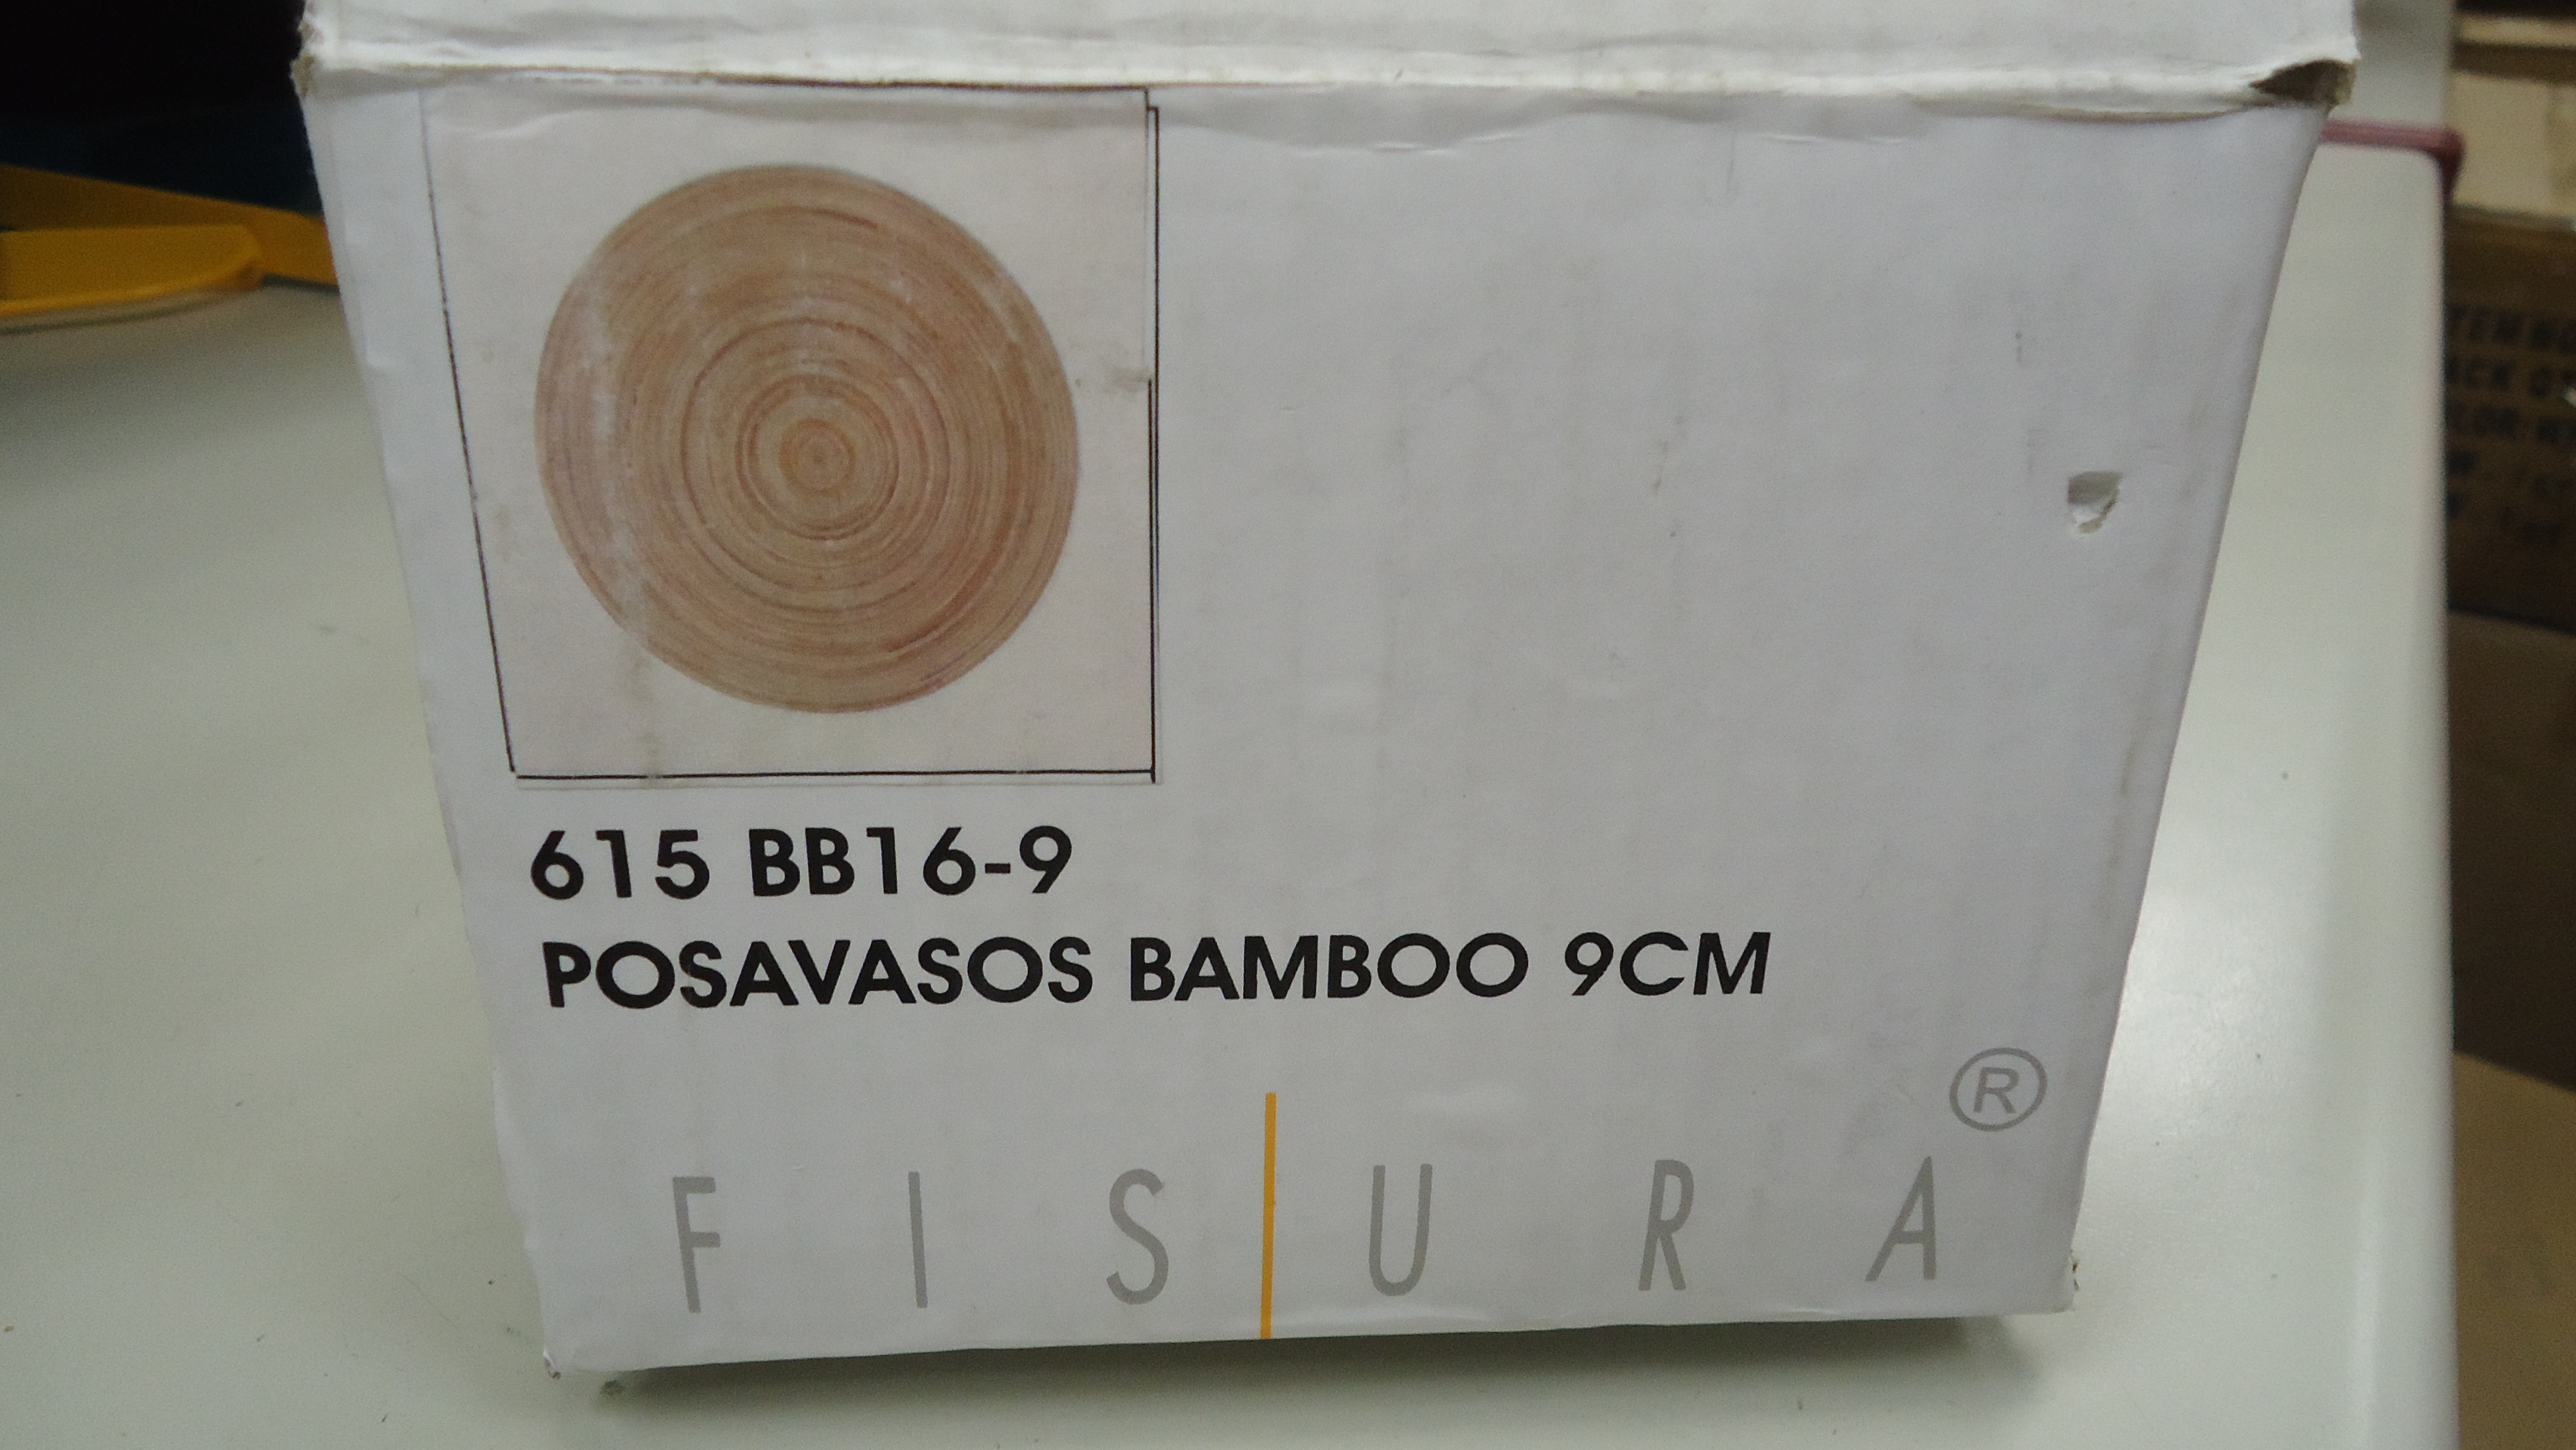 615 BB16-9
POSAVASOS BAMBOO 9CM
FISURA®